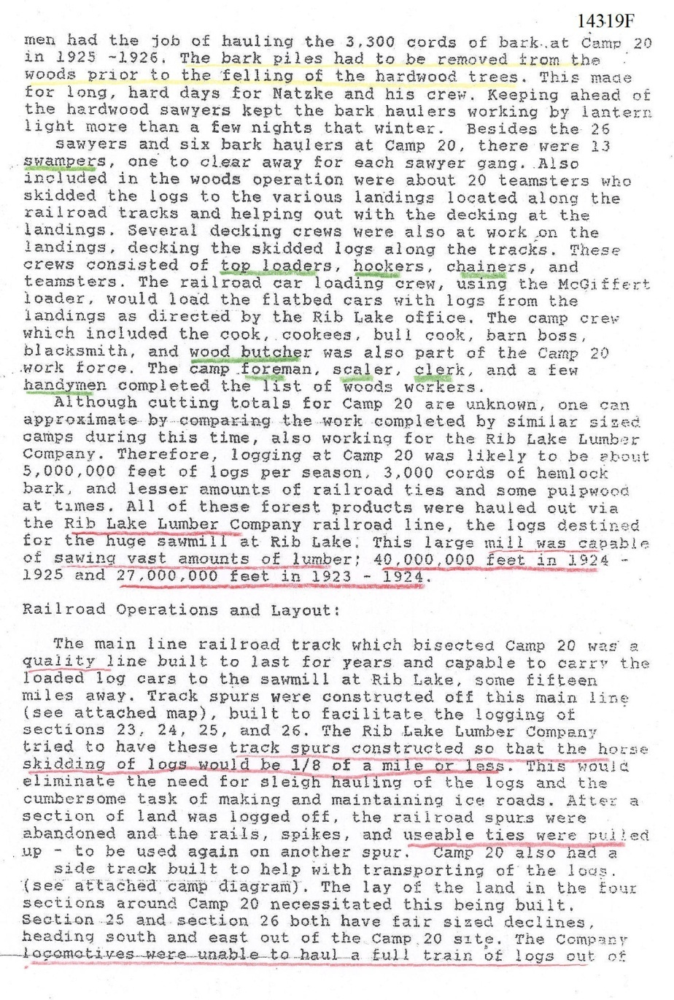 14319F
men had the job of hauling the 3,300 cords of bark at Camp 20
in 1925 -1926. The bark piles had to be removed from the
woods prior to the felling of the hardwood trees. This made
for long, hard days for Natzke and his crew. Keeping ahead of
the hardwood sawyers kept the bark haulers working by lantern
light more than a few nights that winter. Besides the 26
sawyers and six bark haulers at Camp 20, there were 13
swampers, one to clear away for each sawyer gang. Also
included in the woods operation were about 20 teamsters who
skidded the logs to the various landings located along the
railroad tracks and helping out with the decking at the
landings. Several decking crews were also at work on the
landings, decking the skidded logs along the tracks. These
crews consisted of top loaders, hookers, chainers, and
teamsters. The railroad car loading crew, using the McGiffert
loader, would load the flatbed cars with logs from the
landings as directed by the Rib Lake office. The camp crew
which included the cook, cookees, bull cook, barn boss,
blacksmith, and wood butcher was also part of the Camp 20
work force. The camp foreman, scaler, clerk, and a few
handymen completed the list of woods workers.
Although cutting totals for Camp 20 are unknown, one can
approximate by comparing the work completed by similar sized
camps during this time, also working for the Rib Lake Lumber
Company. Therefore, logging at Camp 20 was likely to be about
5,000,000 feet of logs per season, 3,000 cords of hemlock
bark, and lesser amounts of railroad ties and some pulpwood
at times. All of these forest products were hauled out via
the Rib Lake Lumber Company railroad line, the logs destined
for the huge sawmill at Rib Lake. This large mill was capable
of sawing vast amounts of lumber; 40,000,000 feet in 1924 -
1925 and 27,000,000 feet in 1923 - 1924.
Railroad Operations and Layout:
The main line railroad track which bisected Camp 20 was a
quality line built to last for years and capable to carry the
loaded log cars to the sawmill at Rib Lake, some fifteen
miles away. Track spurs were constructed off this main line
(see attached map), built to facilitate the logging of
sections 23, 24, 25, and 26. The Rib Lake Lumber Company
tried to have these track spurs constructed so that the horse
skidding of logs would be 1/8 of a mile or less. This would
eliminate the need for sleigh hauling of the logs and the
cumbersome task of making and maintaining ice roads. After a
section of land was logged off, the railroad spurs were
abandoned and the rails, spikes, and useable ties were pulled
up - to be used again on another spur. Camp 20 also had a
side track built to help with transporting of the logs.
(see attached camp diagram). The lay of the land in the four
sections around Camp 20 necessitated this being built.
Section 25 and section 26 both have fair sized declines,
heading south and east out of the Camp 20 site. The Company
locomotives were unable to haul a full train of logs out of